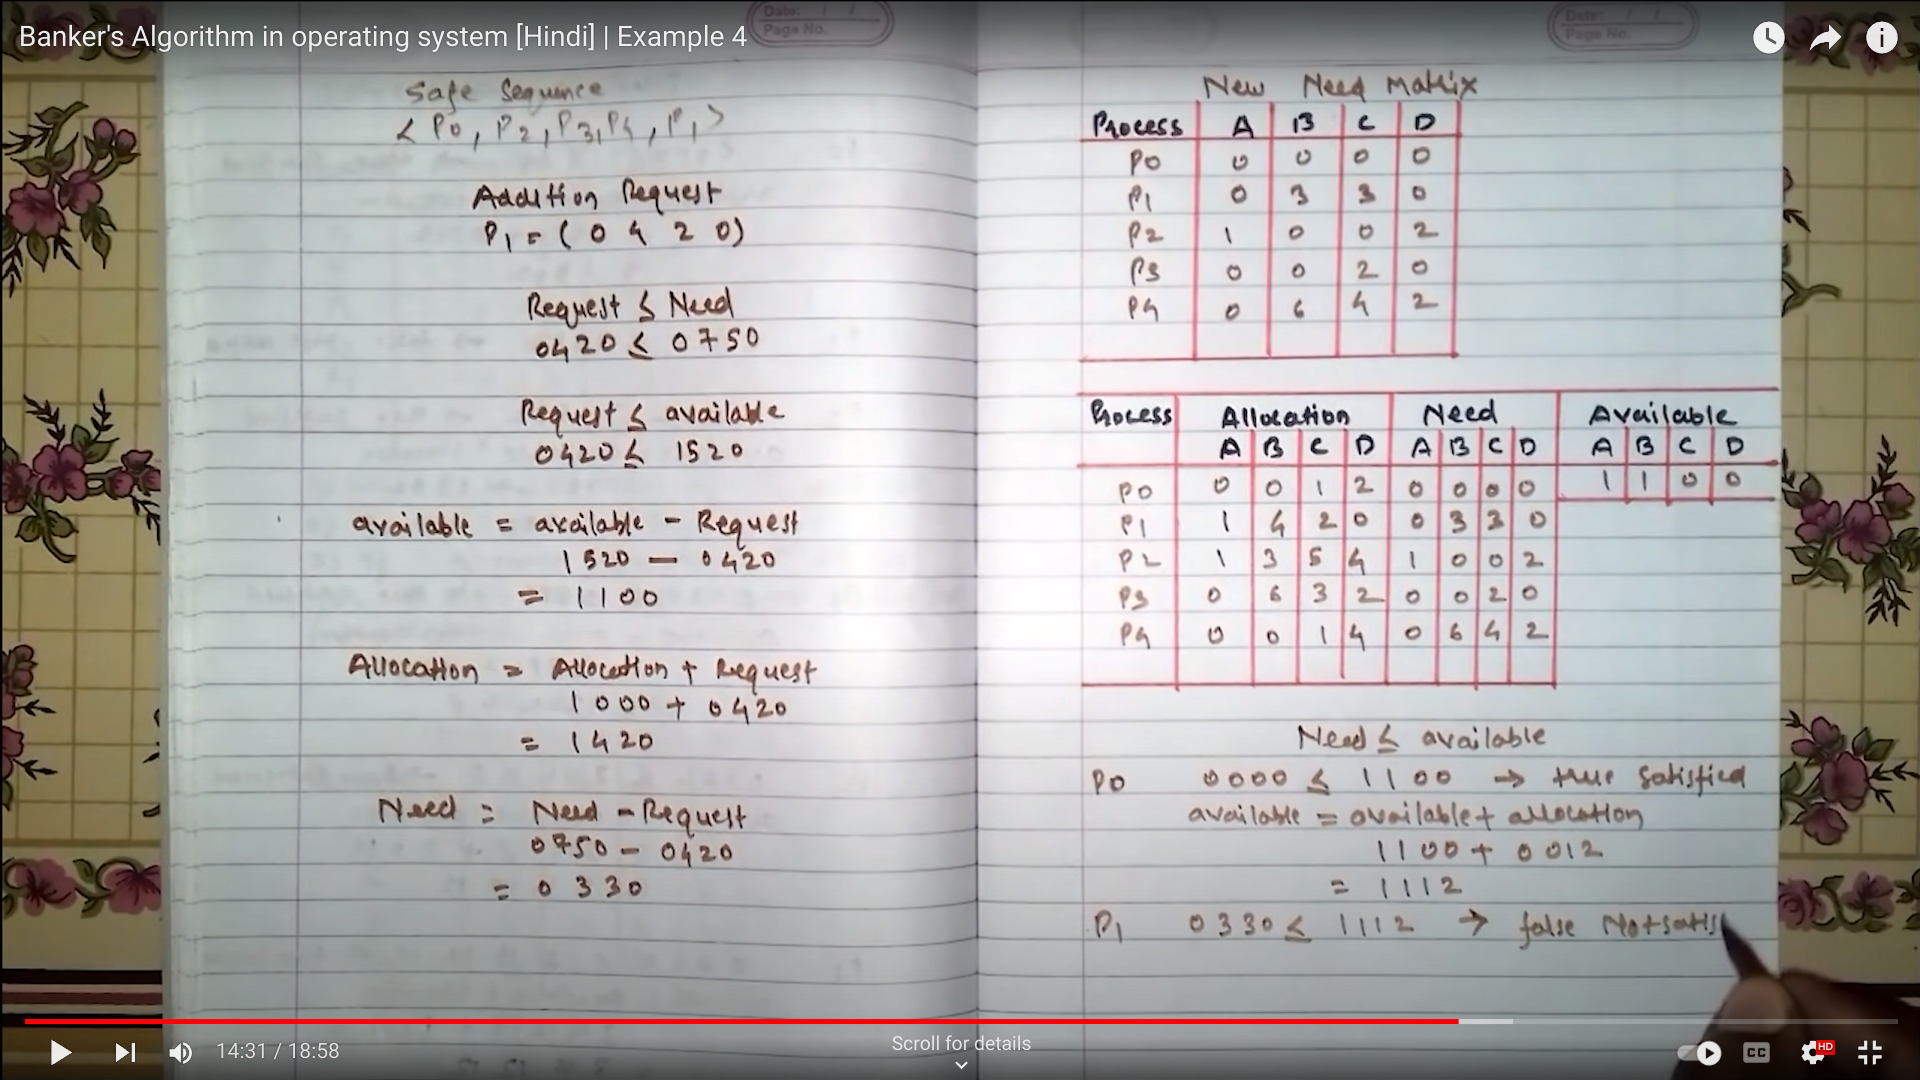 Banker's Algorithm in operating system [Hindi] | Example 4
Date: / /
Page No.
Date: / /
Page No.
Safe Sequence
< P0, P2, P3, P4, P1 >
Addition Request
P1 = ( 0 4 2 0 )
Request ≤ Need
0420 ≤ 0750
Request ≤ available
0420 ≤ 1520
available = available - Request
1520 - 0420
= 1100
Allocation = Allocation + Request
1000 + 0420
= 1420
Need = Need - Request
0750 - 0420
= 0330
New Need Matrix
Process A B C D
P0 0 0 0 0
P1 0 3 3 0
P2 1 0 0 2
P3 0 0 2 0
P4 0 6 4 2
Process Allocation Need Available
A B C D A B C D A B C D
P0 0 0 1 2 0 0 0 0 1 1 0 0
P1 1 4 2 0 0 3 3 0
P2 1 3 5 4 1 0 0 2
P3 0 6 3 2 0 0 2 0
P4 0 0 1 4 0 6 4 2
Need ≤ available
P0 0000 ≤ 1100 → true satisfied
available = available + allocation
1100 + 0012
= 1112
P1 0330 ≤ 1112 → false Not satis
14:31 / 18:58
Scroll for details
CC
HD